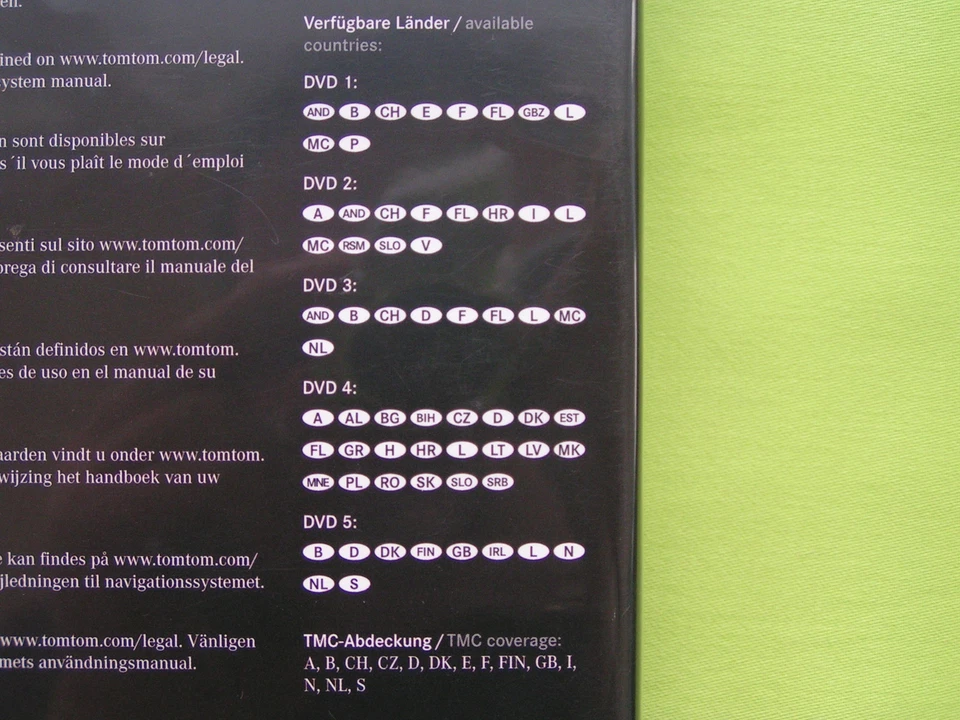 en.
ined on www.tomtom.com/legal.
system manual.
n sont disponibles sur
s´il vous plaît le mode d´emploi
senti sul sito www.tomtom.com/
prega di consultare il manuale del
stán definidos en www.tomtom.
es de uso en el manual de su
aarden vindt u onder www.tomtom.
wijzing het handboek van uw
e kan findes på www.tomtom.com/
jledningen til navigationssystemet.
www.tomtom.com/legal. Vänligen
mets användningsmanual.
Verfügbare Länder / available
countries:
DVD 1:
AND B CH E F FL GBZ L
MC P
DVD 2:
A AND CH F FL HR I L
MC RSM SLO V
DVD 3:
AND B CH D F FL L MC
NL
DVD 4:
A AL BG BIH CZ D DK EST
FL GR H HR L LT LV MK
MNE PL RO SK SLO SRB
DVD 5:
B D DK FIN GB IRL L N
NL S
TMC-Abdeckung / TMC coverage:
A, B, CH, CZ, D, DK, E, F, FIN, GB, I,
N, NL, S